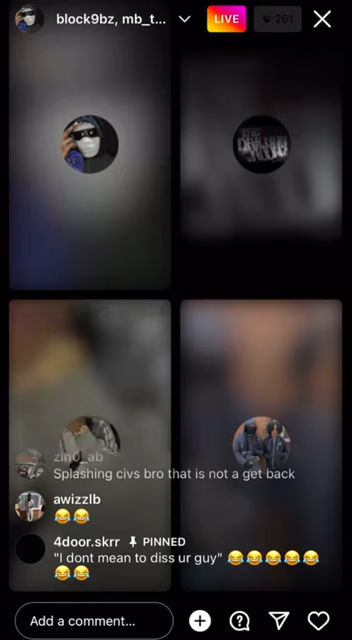 block9bz, mb_t...
LIVE
261
zin0_ab
Splashing civs bro that is not a get back
awizzlb
😂😂
4door.skrr PINNED
"I dont mean to diss ur guy" 😂😂😂😂😂
😂😂
Add a comment...